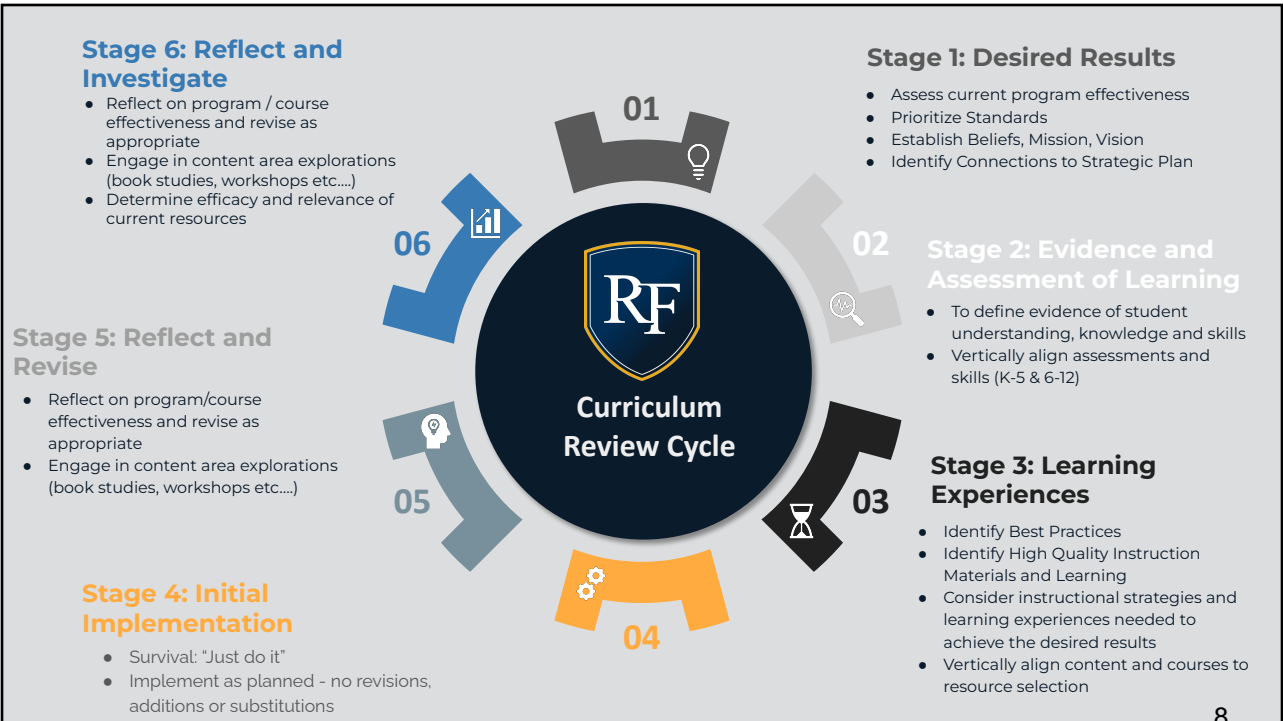 Stage 6: Reflect and
Investigate
● Reflect on program / course
effectiveness and revise as
appropriate
● Engage in content area explorations
(book studies, workshops etc....)
● Determine efficacy and relevance of
current resources
Stage 1: Desired Results
● Assess current program effectiveness
● Prioritize Standards
● Establish Beliefs, Mission, Vision
● Identify Connections to Strategic Plan
01
02
06
RF
Curriculum
Review Cycle
Stage 2: Evidence and
Assessment of Learning
● To define evidence of student
understanding, knowledge and skills
● Vertically align assessments and
skills (K-5 & 6-12)
Stage 5: Reflect and
Revise
● Reflect on program/course
effectiveness and revise as
appropriate
● Engage in content area explorations
(book studies, workshops etc....)
05
03
Stage 3: Learning
Experiences
● Identify Best Practices
● Identify High Quality Instruction
Materials and Learning
● Consider instructional strategies and
learning experiences needed to
achieve the desired results
● Vertically align content and courses to
resource selection
Stage 4: Initial
Implementation
● Survival: “Just do it”
● Implement as planned - no revisions,
additions or substitutions
04
8